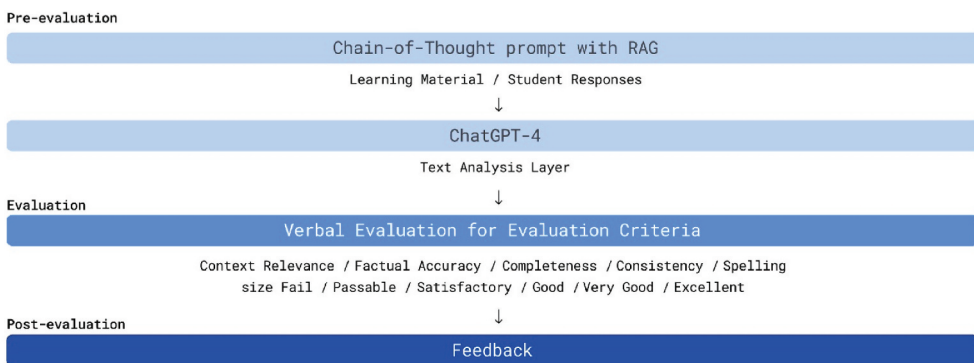 Pre-evaluation
Chain-of-Thought prompt with RAG
Learning Material / Student Responses
↓
ChatGPT-4
Text Analysis Layer
↓
Evaluation
Verbal Evaluation for Evaluation Criteria
Context Relevance / Factual Accuracy / Completeness / Consistency / Spelling
size Fail / Passable / Satisfactory / Good / Very Good / Excellent
↓
Post-evaluation
Feedback